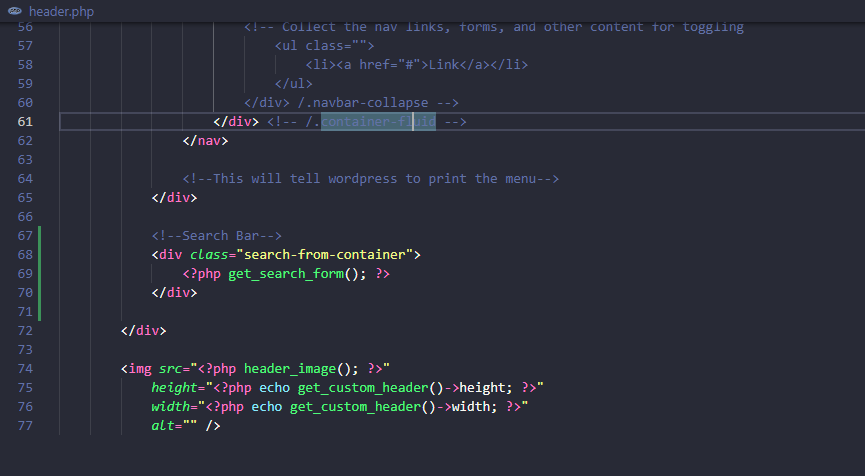 header.php
56 <!-- Collect the nav links, forms, and other content for toggling
57 <ul class="">
58 <li><a href="#">Link</a></li>
59 </ul>
60 </div> /.navbar-collapse -->
61 </div> <!-- /.container-fluid -->
62 </nav>
63
64 <!--This will tell wordpress to print the menu-->
65 </div>
66
67 <!--Search Bar-->
68 <div class="search-from-container">
69 <?php get_search_form(); ?>
70 </div>
71
72 </div>
73
74 <img src="<?php header_image(); ?>"
75 height="<?php echo get_custom_header()->height; ?>"
76 width="<?php echo get_custom_header()->width; ?>"
77 alt="" />